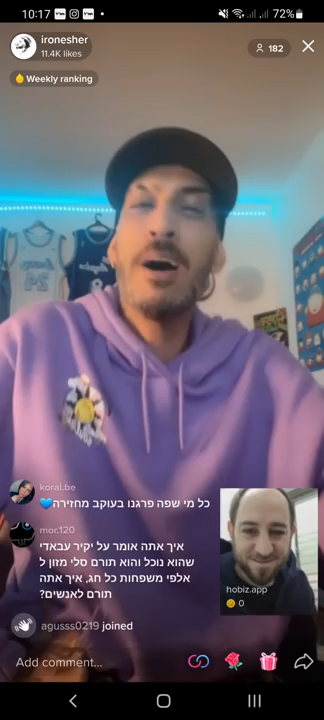 10:17
72%
ironesher
11.4K likes
182
Weekly ranking
24
koral.be
כל מי שפה פרגנו בעוקב מחזירה💙
mor.120
איך אתה אומר על יקיר עבאדי
שהוא נוכל והוא תורם סלי מזון ל
אלפי משפחות כל חג, איך אתה
תורם לאנשים?
hobiz.app
0
agusss0219 joined
Add comment...